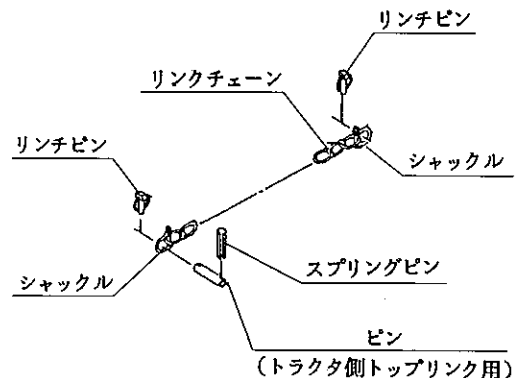 リンチピン
リンクチェーン
リンチピン
シャックル
シャックル
スプリングピン
ピン
(トラクタ側トップリンク用)